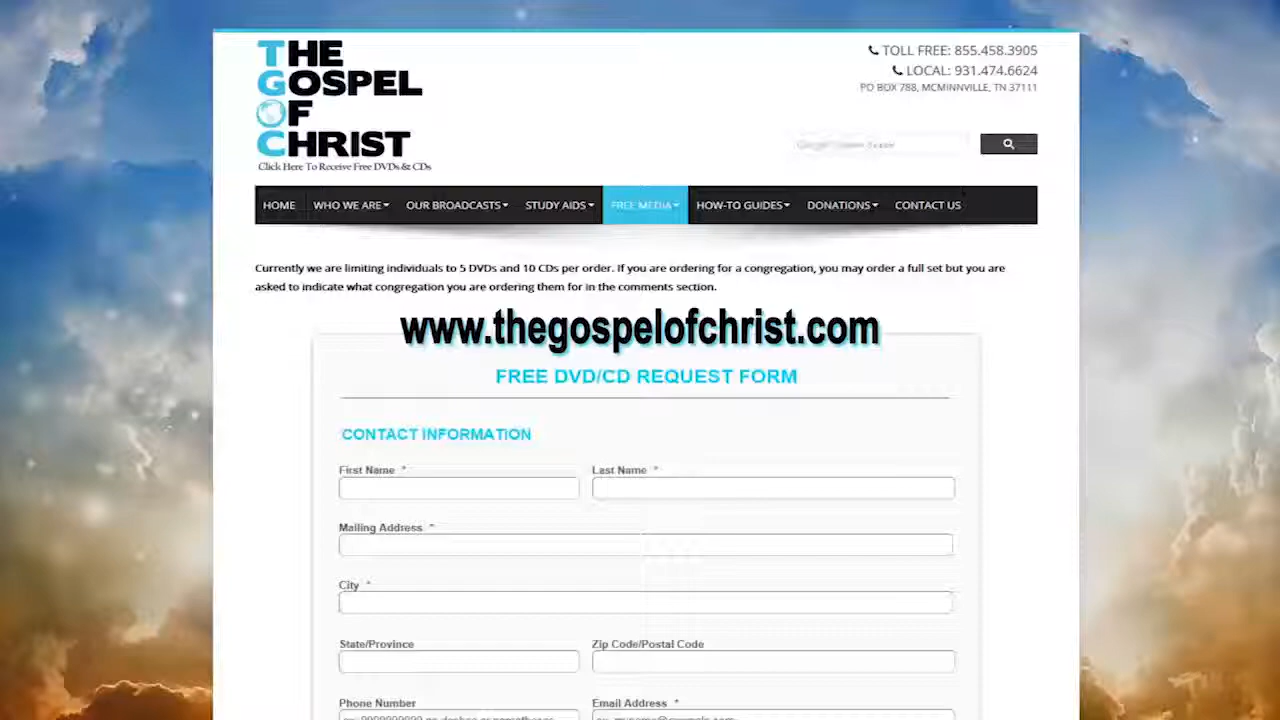 THE
GOSPEL
OF
CHRIST
Click Here To Receive Free DVDs & CDs
TOLL FREE: 855.458.3905
LOCAL: 931.474.6624
PO BOX 788, MCMINNVILLE, TN 37111
HOME WHO WE ARE OUR BROADCASTS STUDY AIDS FREE MEDIA HOW-TO GUIDES DONATIONS CONTACT US
Currently we are limiting individuals to 5 DVDs and 10 CDs per order. If you are ordering for a congregation, you may order a full set but you are
asked to indicate what congregation you are ordering them for in the comments section.
www.thegospelofchrist.com
FREE DVD/CD REQUEST FORM
CONTACT INFORMATION
First Name * Last Name *
Mailing Address *
City *
State/Province Zip Code/Postal Code
Phone Number Email Address *